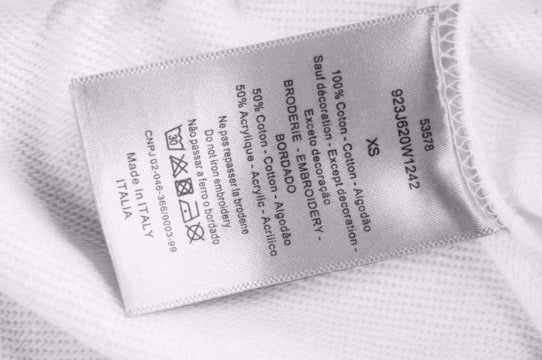 53578
923J620W1242
XS
100% Coton - Cotton - Algodão
Sauf décoration - Except decoration -
Exceto decoração
BRODERIE - EMBROIDERY -
BORDADO
50% Coton - Cotton - Algodão
50% Acrylique - Acrylic - Acrílico
Ne pas repasser la broderie
Do not iron embroidery
Não passar a ferro o bordado
30
CNPJ 02-046-366/0003-99
Made in ITALY
ITALIA